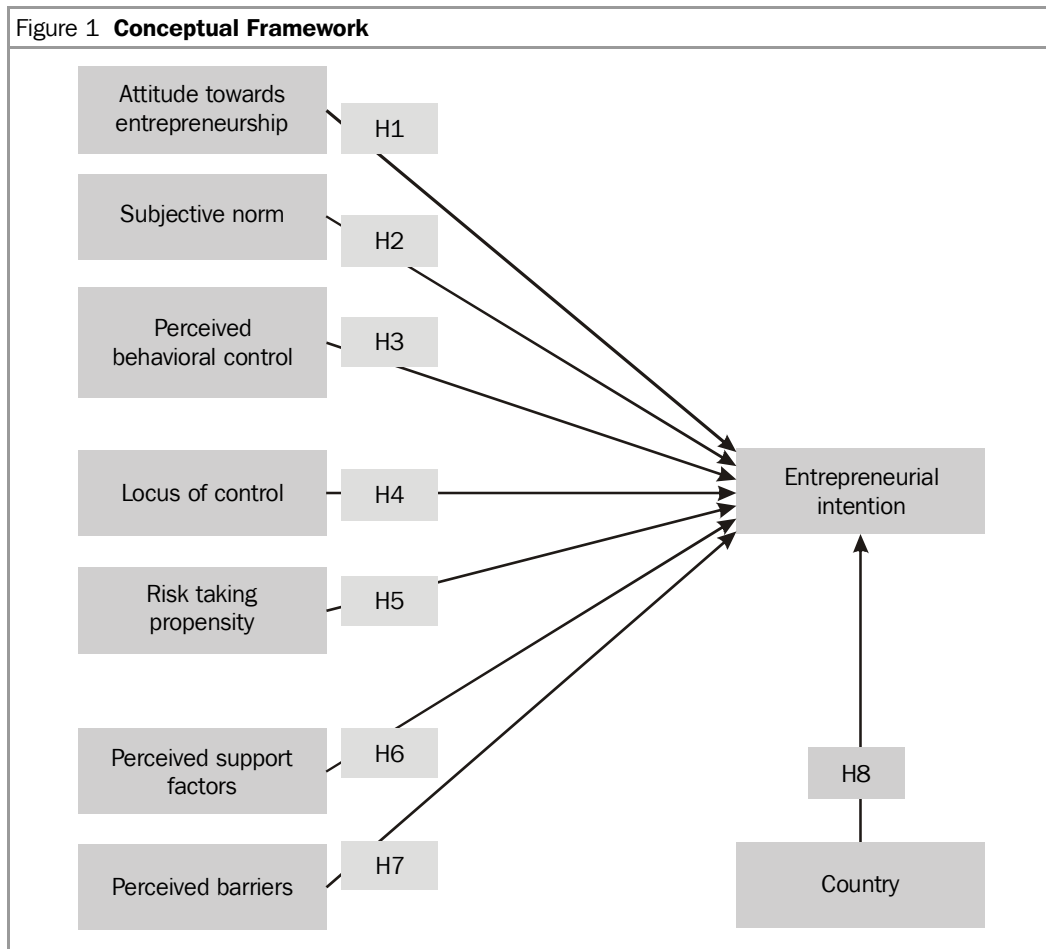 Figure 1 Conceptual Framework
Attitude towards
entrepreneurship
H1
Subjective norm
H2
Perceived
behavioral control
H3
Locus of control
H4
Risk taking
propensity
H5
Perceived support
factors
H6
Perceived barriers
H7
Entrepreneurial
intention
H8
Country